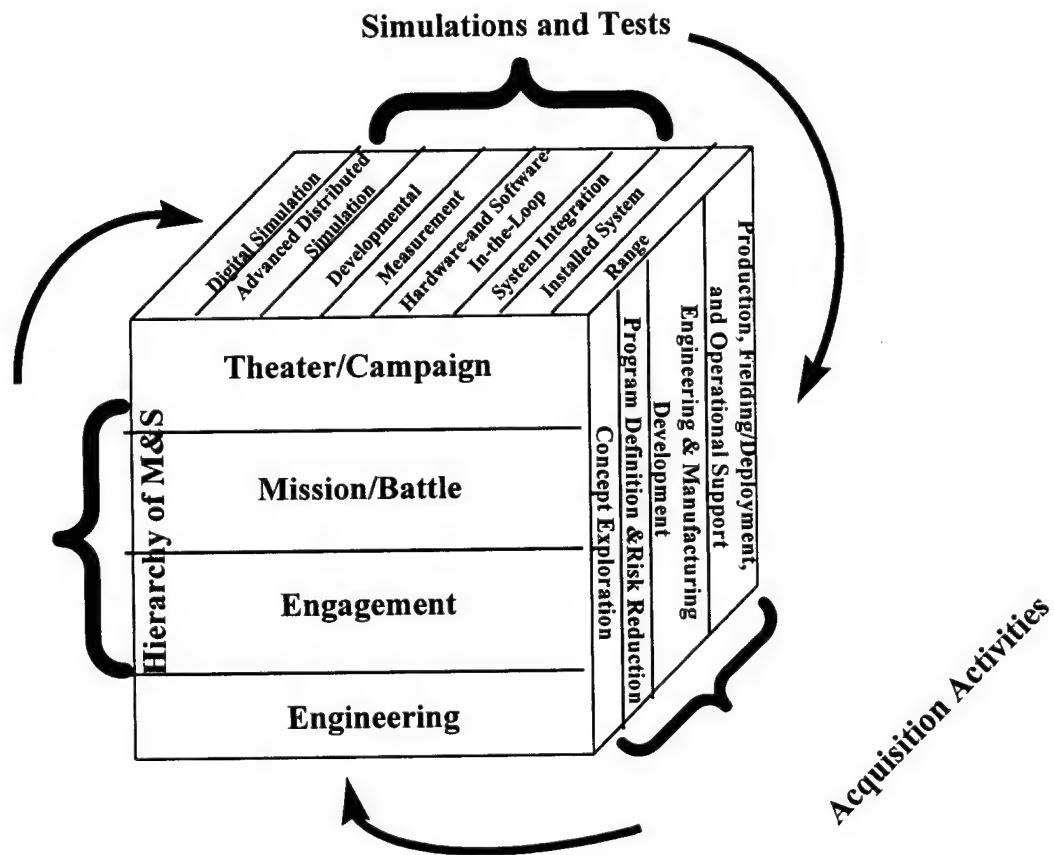 Simulations and Tests
Digital Simulation
Advanced Distributed
Simulation
Developmental
Measurement
Hardware-and Software-
In-the-Loop
System Integration
Installed System
Range
Theater/Campaign
Mission/Battle
Engagement
Engineering
Hierarchy of M&S
Concept Exploration
Program Definition &Risk Reduction
Engineering & Manufacturing
Development
Production, Fielding/Deployment,
and Operational Support
Acquisition Activities